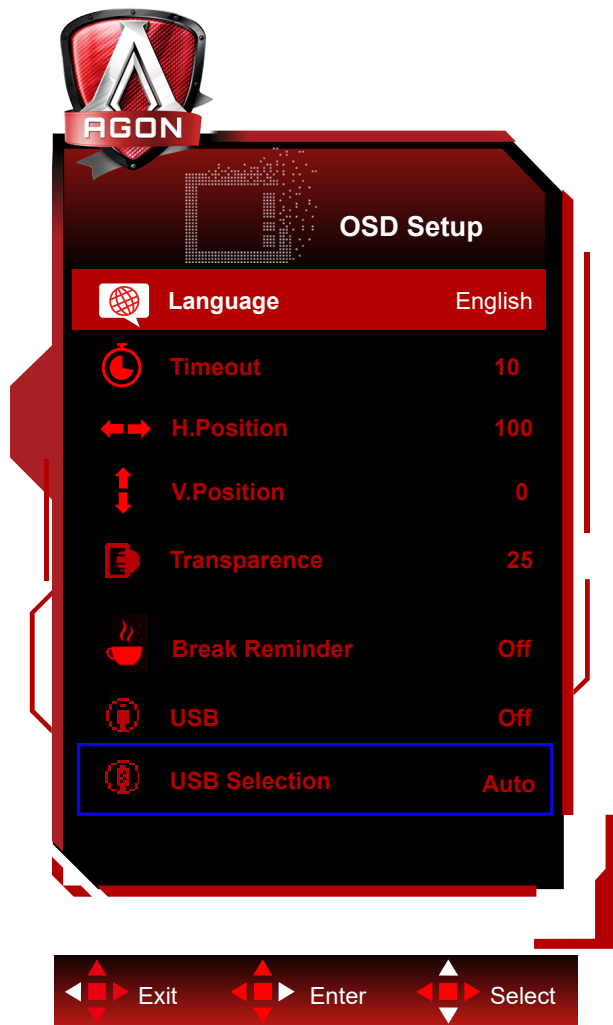 AGON
OSD Setup
Language English
Timeout 10
H.Position 100
V.Position 0
Transparence 25
Break Reminder Off
USB Off
USB Selection Auto
Exit Enter Select